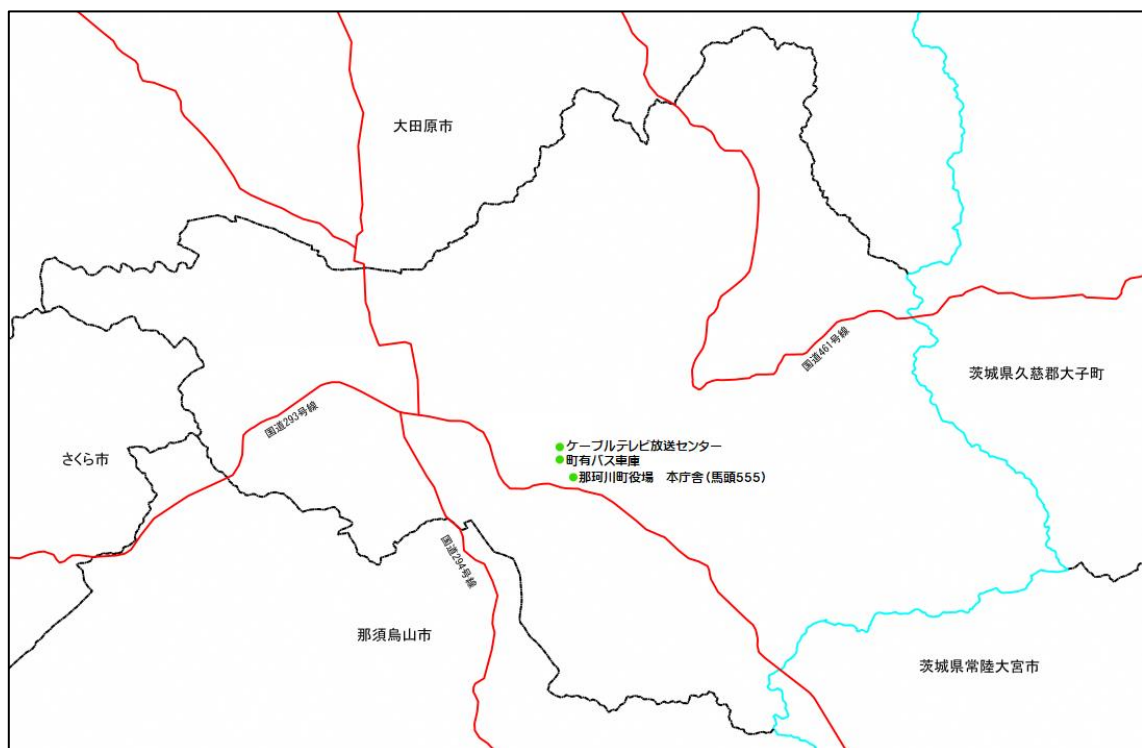 大田原市
国道461号線
茨城県久慈郡大子町
国道293号線
さくら市
ケーブルテレビ放送センター
町有バス車庫
那珂川町役場　本庁舎(馬頭555)
国道294号線
那須烏山市
茨城県常陸大宮市